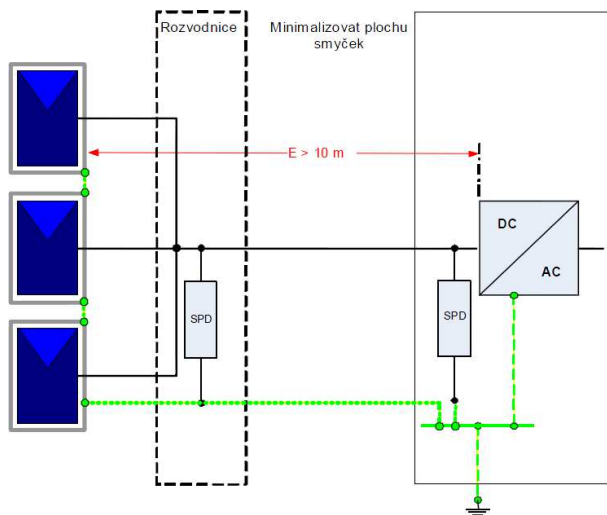 Rozvodnice
Minimalizovat plochu
smyček
E > 10 m
DC
AC
SPD
SPD